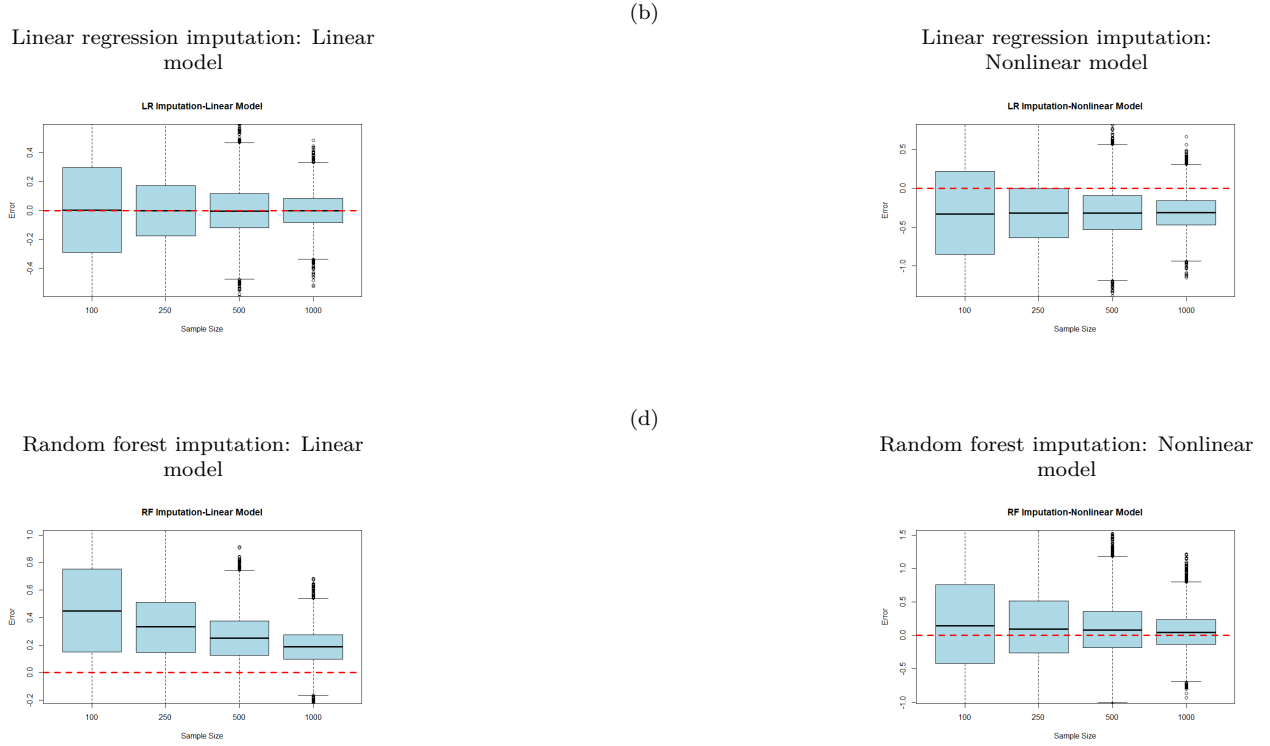 (b)
Linear regression imputation: Linear
model
Linear regression imputation:
Nonlinear model
LR Imputation-Linear Model
Error
0.4
0.2
0.0
-0.2
-0.4
100 250 500 1000
Sample Size
LR Imputation-Nonlinear Model
Error
0.5
0.0
-0.5
-1.0
100 250 500 1000
Sample Size
(d)
Random forest imputation: Linear
model
Random forest imputation: Nonlinear
model
RF Imputation-Linear Model
Error
1.0
0.8
0.6
0.4
0.2
0.0
-0.2
100 250 500 1000
Sample Size
RF Imputation-Nonlinear Model
Error
1.5
1.0
0.5
0.0
-0.5
-1.0
100 250 500 1000
Sample Size